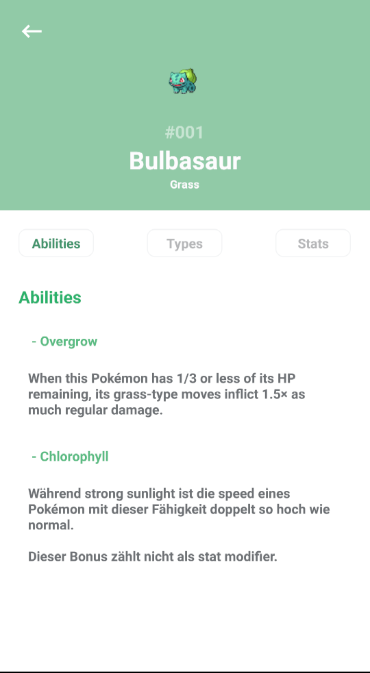 #001
Bulbasaur
Grass
Abilities
Types
Stats
Abilities
- Overgrow
When this Pokémon has 1/3 or less of its HP
remaining, its grass-type moves inflict 1.5× as
much regular damage.
- Chlorophyll
Während strong sunlight ist die speed eines
Pokémon mit dieser Fähigkeit doppelt so hoch wie
normal.
Dieser Bonus zählt nicht als stat modifier.